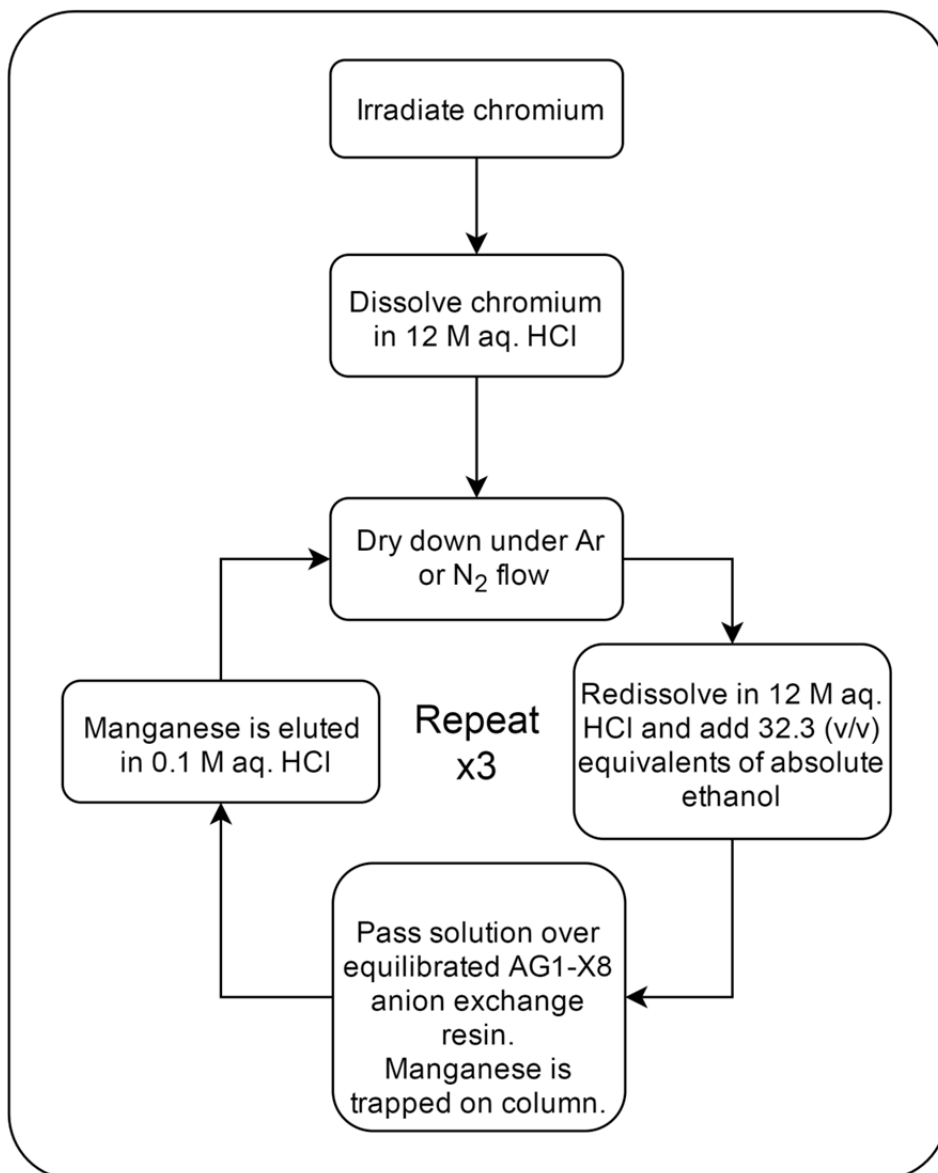 Irradiate chromium
Dissolve chromium
in 12 M aq. HCl
Dry down under Ar
or N₂ flow
Redissolve in 12 M aq.
HCl and add 32.3 (v/v)
equivalents of absolute
ethanol
Pass solution over
equilibrated AG1-X8
anion exchange
resin.
Manganese is
trapped on column.
Manganese is eluted
in 0.1 M aq. HCl
Repeat
x3